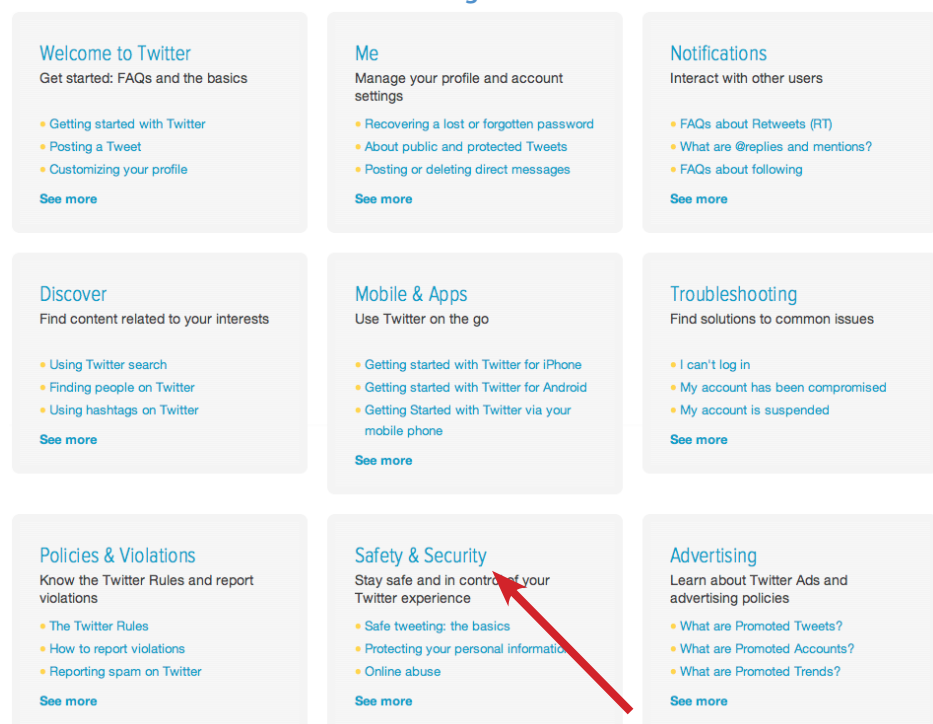 Welcome to Twitter
Get started: FAQs and the basics
Getting started with Twitter
Posting a Tweet
Customizing your profile
See more
Me
Manage your profile and account
settings
Recovering a lost or forgotten password
About public and protected Tweets
Posting or deleting direct messages
See more
Notifications
Interact with other users
FAQs about Retweets (RT)
What are @replies and mentions?
FAQs about following
See more
Discover
Find content related to your interests
Using Twitter search
Finding people on Twitter
Using hashtags on Twitter
See more
Mobile & Apps
Use Twitter on the go
Getting started with Twitter for iPhone
Getting started with Twitter for Android
Getting Started with Twitter via your
mobile phone
See more
Troubleshooting
Find solutions to common issues
I can't log in
My account has been compromised
My account is suspended
See more
Policies & Violations
Know the Twitter Rules and report
violations
The Twitter Rules
How to report violations
Reporting spam on Twitter
See more
Safety & Security
Stay safe and in control of your
Twitter experience
Safe tweeting: the basics
Protecting your personal information
Online abuse
See more
Advertising
Learn about Twitter Ads and
advertising policies
What are Promoted Tweets?
What are Promoted Accounts?
What are Promoted Trends?
See more